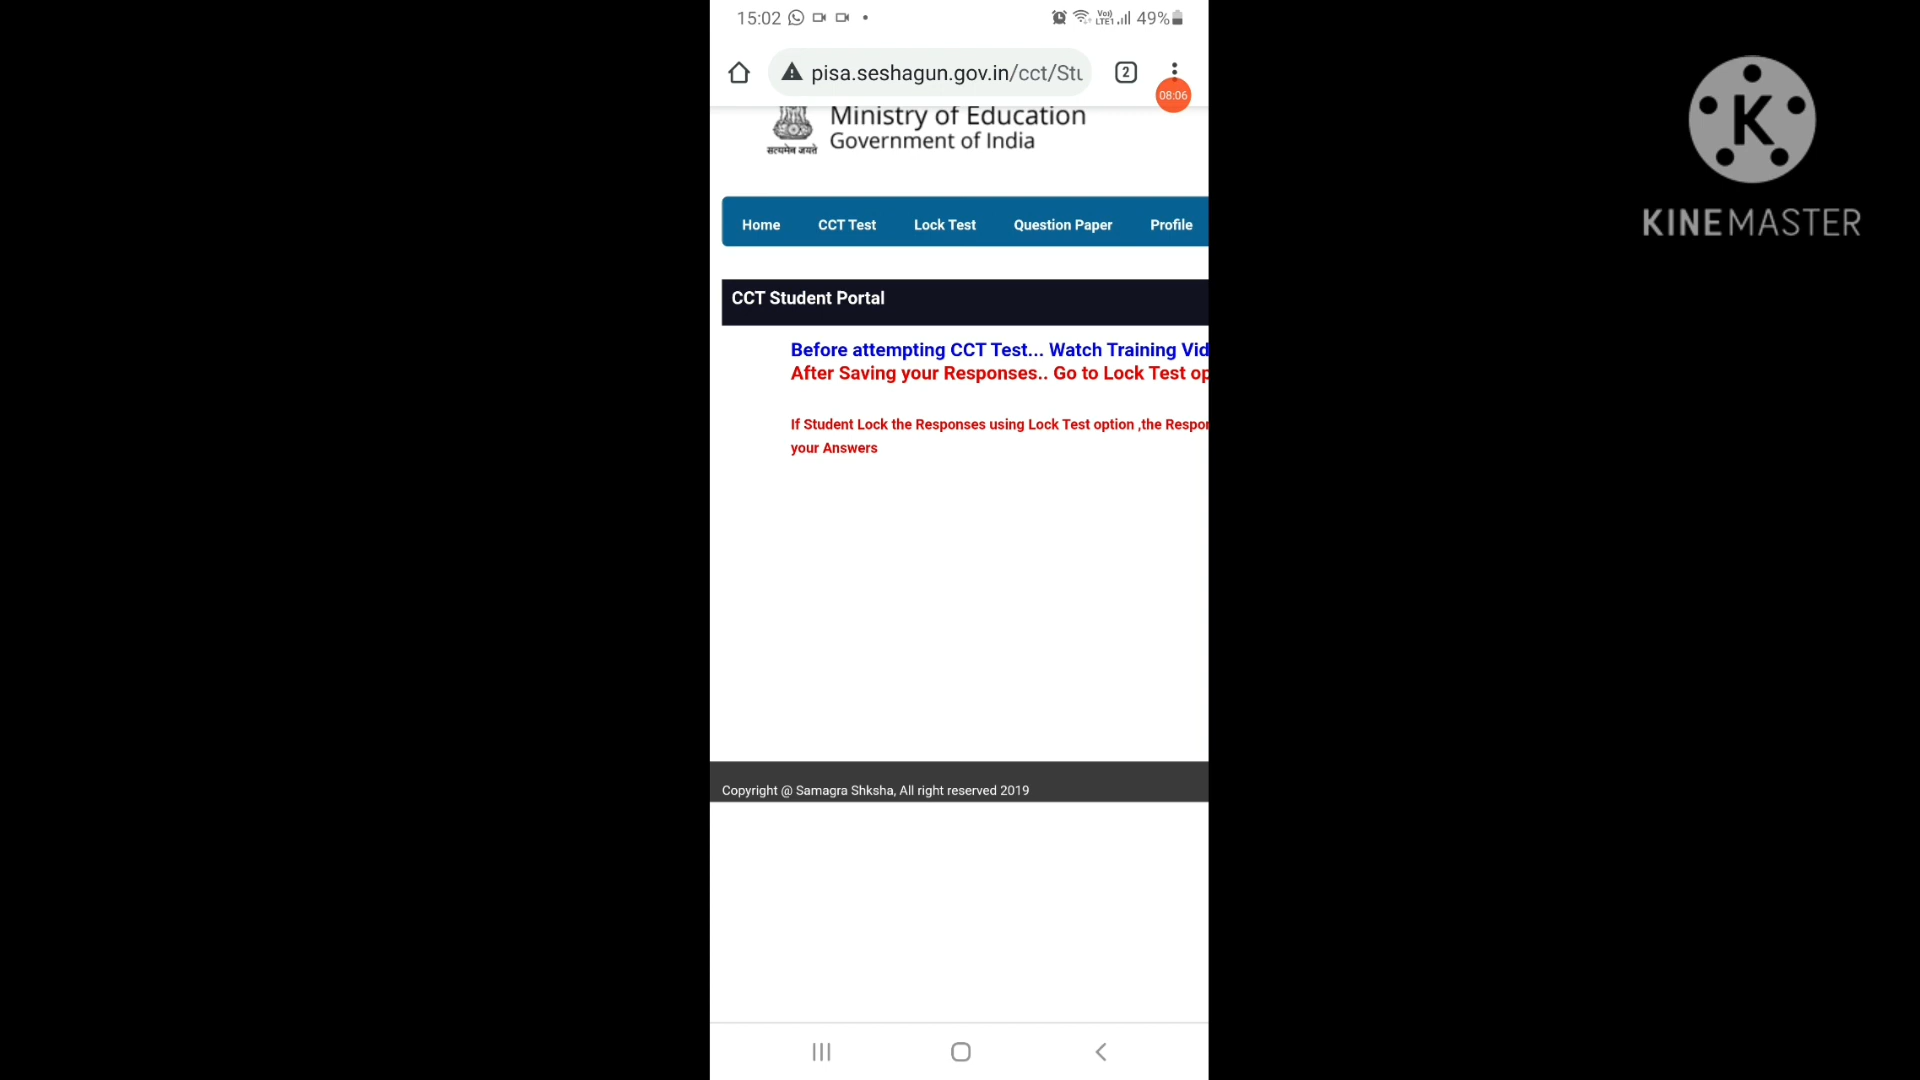 15:02
Vo)) LTE1 49%
pisa.seshagun.gov.in/cct/Stu
2
08:06
Ministry of Education
Government of India
सत्यमेव जयते
Home CCT Test Lock Test Question Paper Profile
CCT Student Portal
Before attempting CCT Test... Watch Training Vid
After Saving your Responses.. Go to Lock Test op
If Student Lock the Responses using Lock Test option ,the Respon
your Answers
Copyright @ Samagra Shksha, All right reserved 2019
K
KINEMASTER